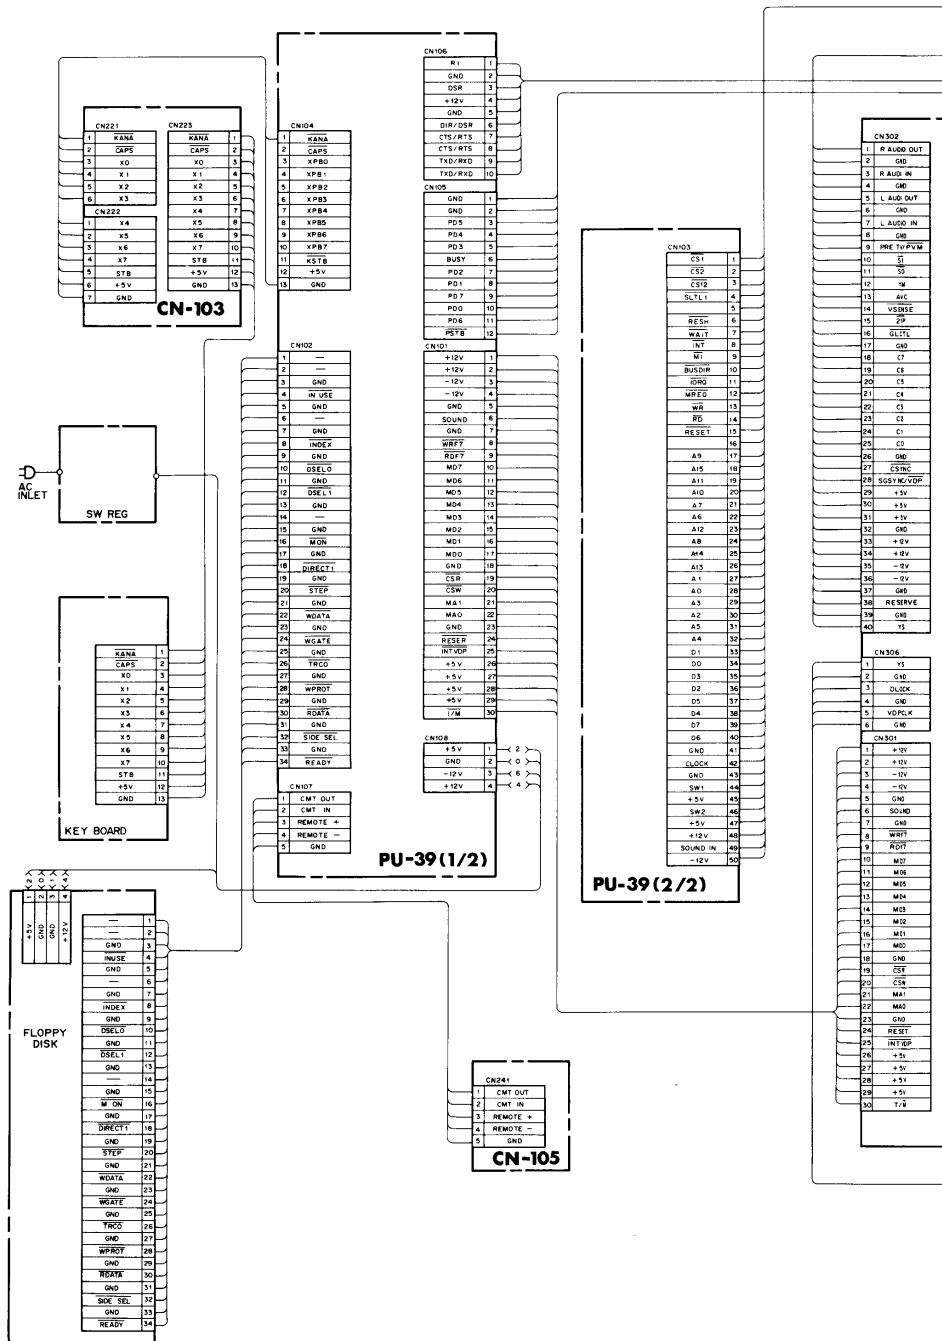 CN-103
CN221
1 KANA
2 CAPS
3 X0
4 X1
5 X2
6 X3
CN222
1 X4
2 X5
3 X6
4 X7
5 STB
6 +5V
7 GND
CN223
KANA 1
CAPS 2
X0 3
X1 4
X2 5
X3 6
X4 7
X5 8
X6 9
X7 10
STB 11
+5V 12
GND 13
AC INLET
SW REG
KANA 1
CAPS 2
X0 3
X1 4
X2 5
X3 6
X4 7
X5 8
X6 9
X7 10
STB 11
+5V 12
GND 13
KEY BOARD
2 0 1 4
1 2 3 4
+5V GND GND +12V
FLOPPY
DISK
— 1
— 2
GND 3
INUSE 4
GND 5
— 6
GND 7
INDEX 8
GND 9
DSEL0 10
GND 11
DSEL1 12
GND 13
— 14
GND 15
M ON 16
GND 17
DIRECT1 18
GND 19
STEP 20
GND 21
WDATA 22
GND 23
WGATE 24
GND 25
TRCO 26
GND 27
WPROT 28
GND 29
RDATA 30
GND 31
SIDE SEL 32
GND 33
READY 34
CN104
1 KANA
2 CAPS
3 XPB0
4 XPB1
5 XPB2
6 XPB3
7 XPB4
8 XPB5
9 XPB6
10 XPB7
11 KSTB
12 +5V
13 GND
CN102
1 —
2 —
3 GND
4 IN USE
5 GND
6 —
7 GND
8 INDEX
9 GND
10 DSEL0
11 GND
12 DSEL1
13 GND
14 —
15 GND
16 MON
17 GND
18 DIRECT1
19 GND
20 STEP
21 GND
22 WDATA
23 GND
24 WGATE
25 GND
26 TRCO
27 GND
28 WPROT
29 GND
30 RDATA
31 GND
32 SIDE SEL
33 GND
34 READY
CN107
1 CMT OUT
2 CMT IN
3 REMOTE +
4 REMOTE −
5 GND
CN106
RI 1
GND 2
DSR 3
+12V 4
GND 5
DIR/DSR 6
CTS/RTS 7
CTS/RTS 8
TXD/RXD 9
TXD/RXD 10
CN105
GND 1
GND 2
PD5 3
PD4 4
PD3 5
BUSY 6
PD2 7
PD1 8
PD7 9
PD0 10
PD6 11
PSTB 12
CN101
+12V 1
+12V 2
-12V 3
-12V 4
GND 5
SOUND 6
GND 7
WRF7 8
RDF7 9
MD7 10
MD6 11
MD5 12
MD4 13
MD3 14
MD2 15
MD1 16
MD0 17
GND 18
CSR 19
CSW 20
MA1 21
MA0 22
GND 23
RESER 24
INTVDP 25
+5V 26
+5V 27
+5V 28
+5V 29
T/M 30
CN108
+5V 1 2
GND 2 0
-12V 3 6
+12V 4 4
PU-39(1/2)
CN103
CS1 1
CS2 2
CS12 3
SLTL1 4
5
RESH 6
WAIT 7
INT 8
M1 9
BUSDIR 10
IORQ 11
MREQ 12
WR 13
RD 14
RESET 15
16
A9 17
A15 18
A11 19
A10 20
A7 21
A6 22
A12 23
A8 24
A14 25
A13 26
A1 27
A0 28
A3 29
A2 30
A5 31
A4 32
D1 33
D0 34
D3 35
D2 36
D5 37
D4 38
D7 39
D6 40
GND 41
CLOCK 42
GND 43
SW1 44
+5V 45
SW2 46
+5V 47
+12V 48
SOUND IN 49
-12V 50
PU-39(2/2)
CN241
1 CMT OUT
2 CMT IN
3 REMOTE +
4 REMOTE −
5 GND
CN-105
CN302
1 R AUDIO OUT
2 GND
3 R AUDI IN
4 GND
5 L AUDI OUT
6 GND
7 L AUDIO IN
8 GND
9 PRE TV/PVM
10 S1
11 S0
12 YM
13 AVC
14 VSENSE
15
16
17 GND
18 C7
19 C6
20 C5
21 C4
22 C3
23 C2
24 C1
25 C0
26 GND
27 CSYNC
28 SGSYNC/VDP
29 +5V
30 +5V
31 +5V
32 GND
33 +12V
34 +12V
35 -12V
36 -12V
37 GND
38 RESERVE
39 GND
40 YS
CN306
1 YS
2 GND
3 DLOCK
4 GND
5 VDPCLK
6 GND
CN301
1 +12V
2 +12V
3 -12V
4 -12V
5 GND
6 SOUND
7 GND
8 WRF7
9 RDF7
10 MD7
11 MD6
12 MD5
13 MD4
14 MD3
15 MD2
16 MD1
17 MD0
18 GND
19 CSR
20 CSW
21 MA1
22 MA0
23 GND
24 RESET
25 INTVDP
26 +5V
27 +5V
28 +5V
29 +5V
30 T/M